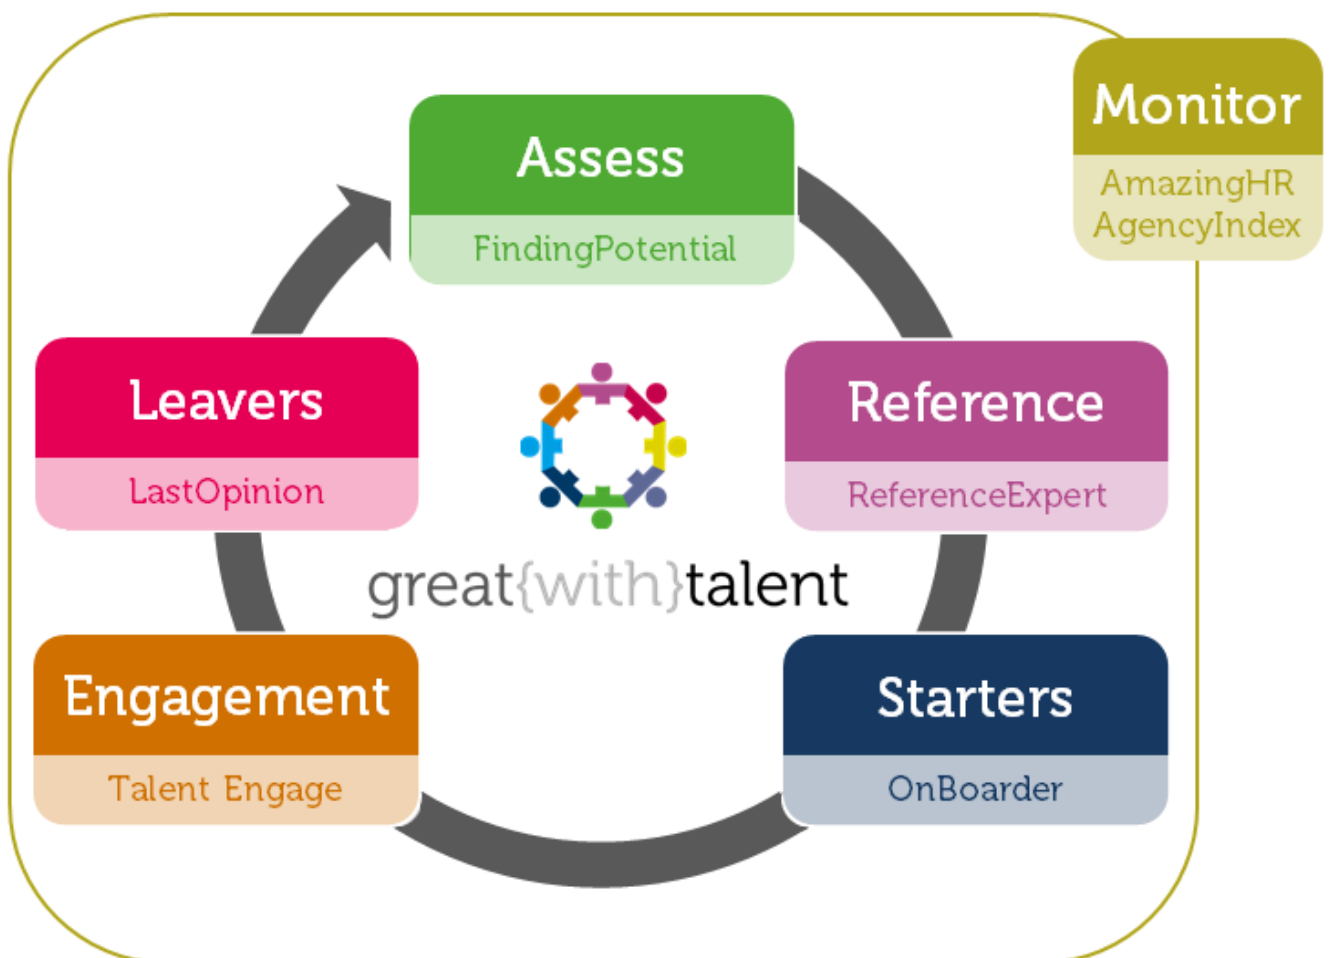 Monitor
AmazingHR
AgencyIndex
Assess
FindingPotential
Leavers
LastOpinion
Reference
ReferenceExpert
great{with}talent
Engagement
Talent Engage
Starters
OnBoarder